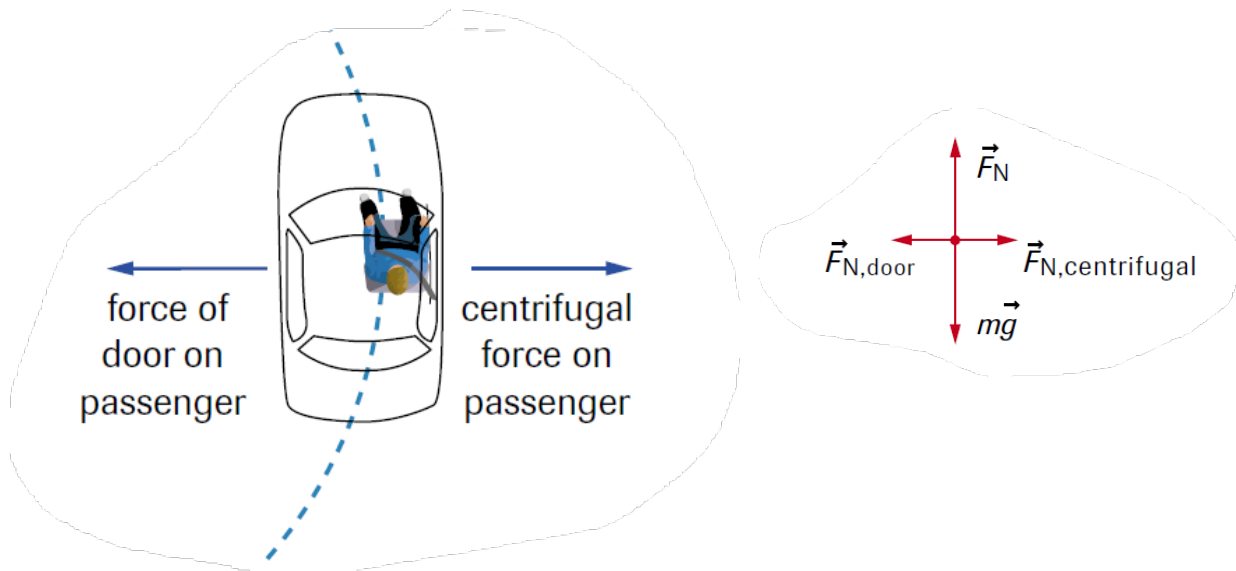 force of
door on
passenger
centrifugal
force on
passenger
F⃗N
F⃗N,door
F⃗N,centrifugal
mg⃗